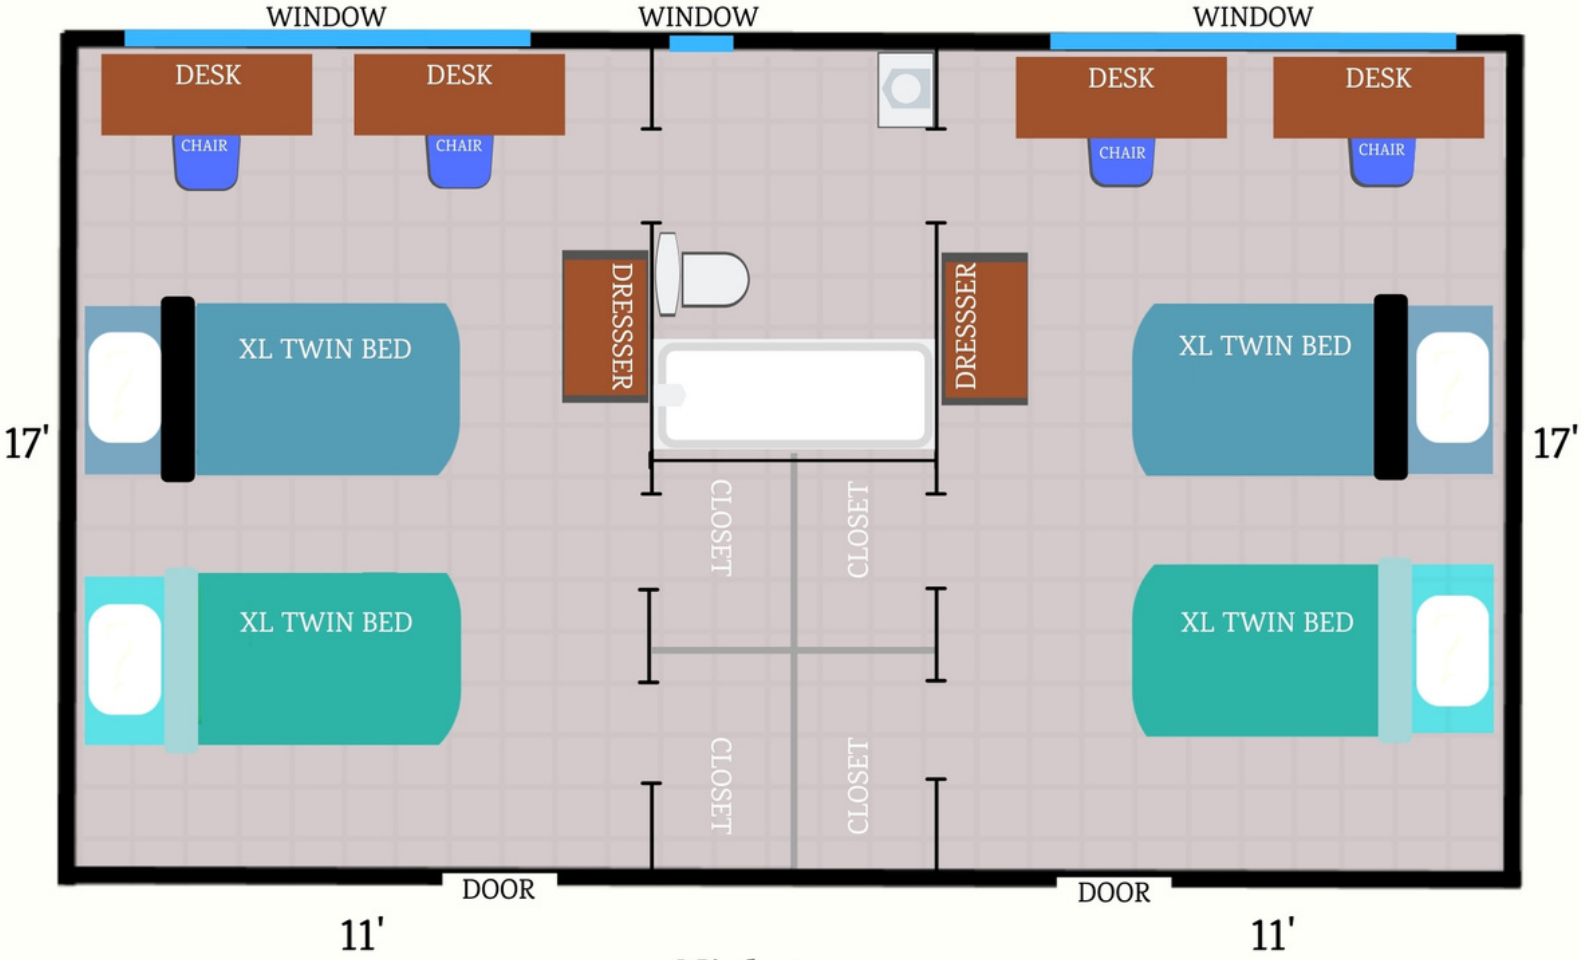 WINDOW
WINDOW
WINDOW
DESK
DESK
DESK
DESK
CHAIR
CHAIR
CHAIR
CHAIR
DRESSSER
DRESSSER
XL TWIN BED
XL TWIN BED
17'
17'
CLOSET
CLOSET
XL TWIN BED
XL TWIN BED
CLOSET
CLOSET
DOOR
DOOR
11'
11'